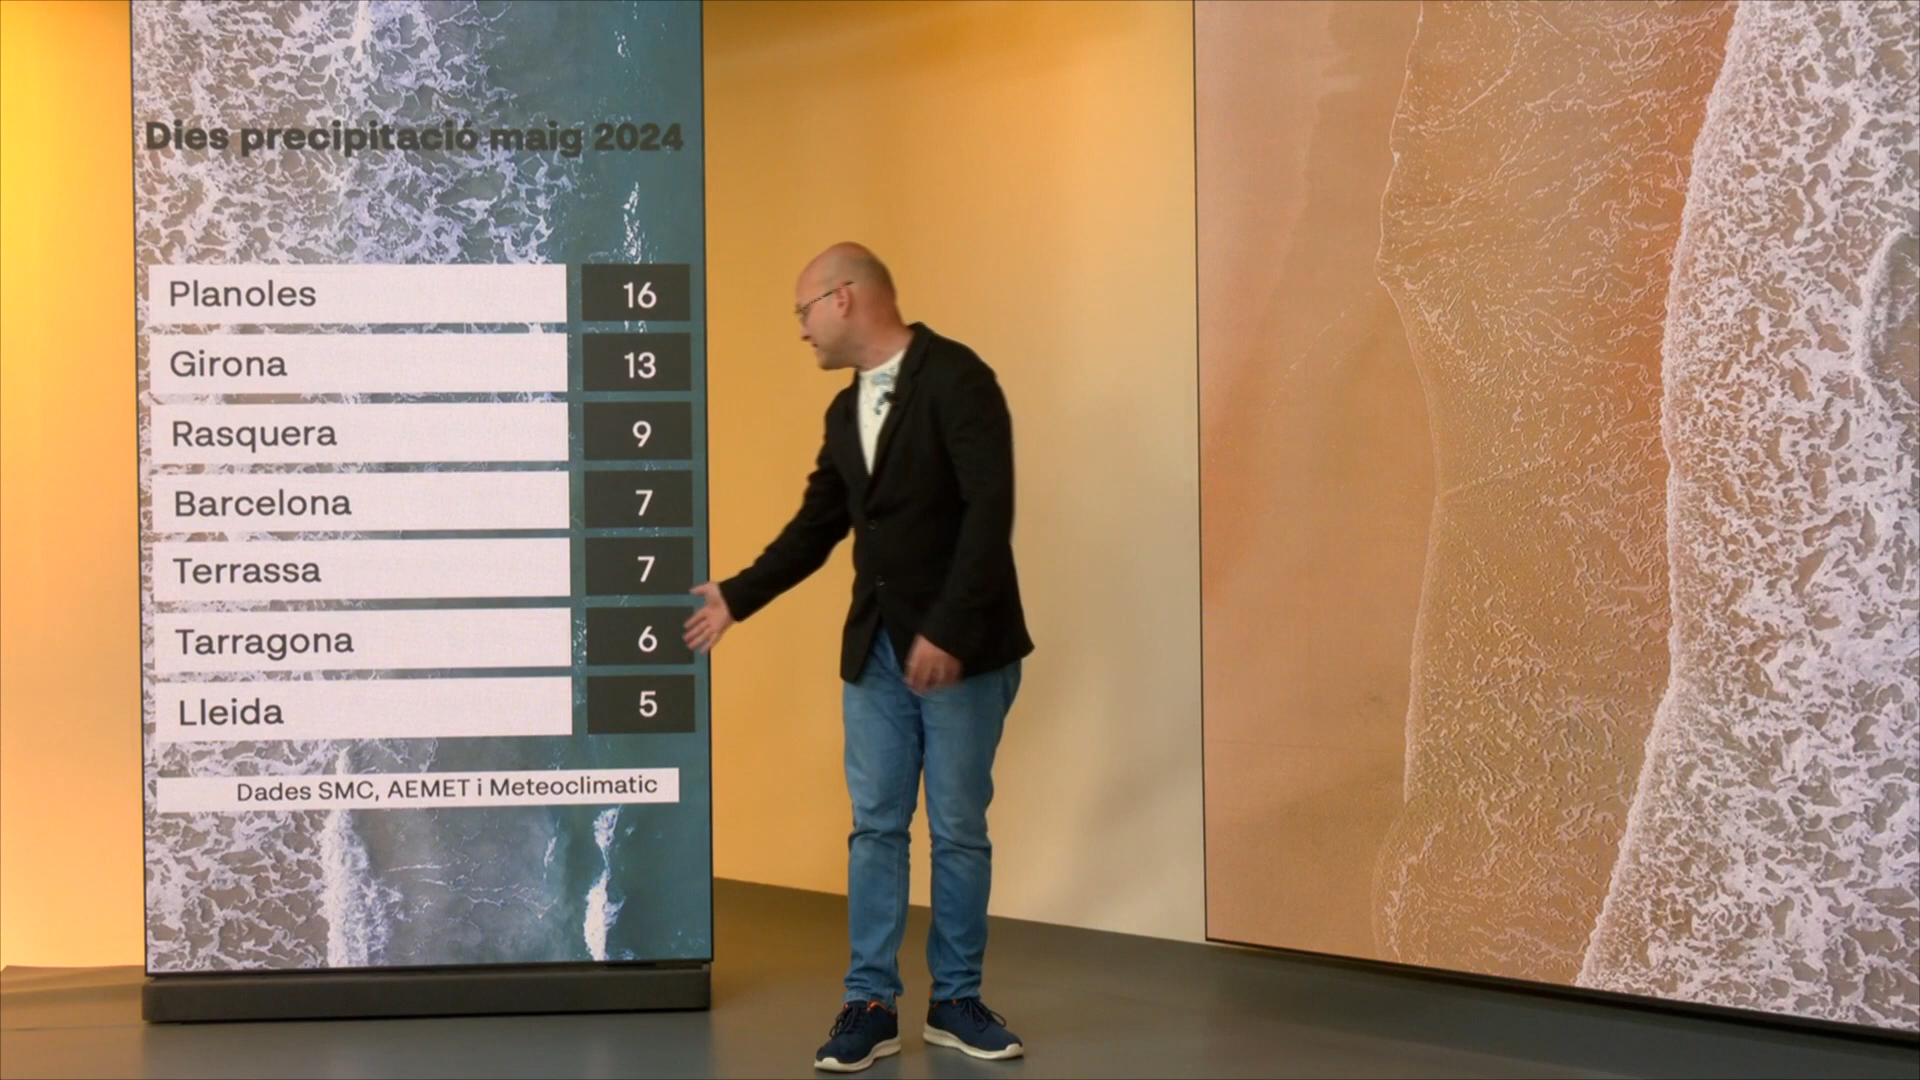 Dies precipitació maig 2024
Planoles 16
Girona 13
Rasquera 9
Barcelona 7
Terrassa 7
Tarragona 6
Lleida 5
Dades SMC, AEMET i Meteoclimatic